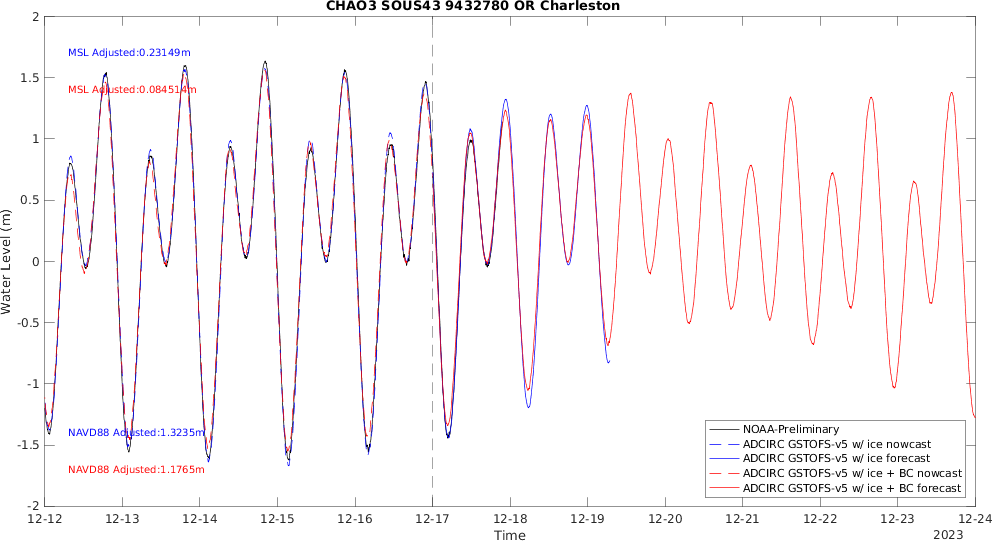 CHAO3 SOUS43 9432780 OR Charleston
2
1.5
1
0.5
0
-0.5
-1
-1.5
-2
Water Level (m)
MSL Adjusted:0.23149m
MSL Adjusted:0.084514m
NAVD88 Adjusted:1.3235m
NAVD88 Adjusted:1.1765m
NOAA-Preliminary
ADCIRC GSTOFS-v5 w/ ice nowcast
ADCIRC GSTOFS-v5 w/ ice forecast
ADCIRC GSTOFS-v5 w/ ice + BC nowcast
ADCIRC GSTOFS-v5 w/ ice + BC forecast
12-12 12-13 12-14 12-15 12-16 12-17 12-18 12-19 12-20 12-21 12-22 12-23 12-24
Time
2023